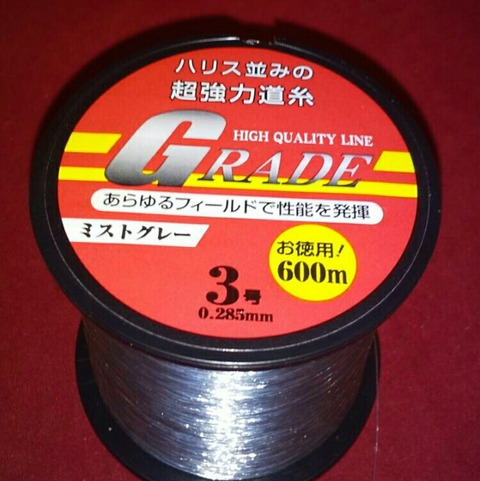 ハリス並みの
超強力道糸
HIGH QUALITY LINE
GRADE
あらゆるフィールドで性能を発揮
ミストグレー
お徳用!
600m
3号
0.285mm